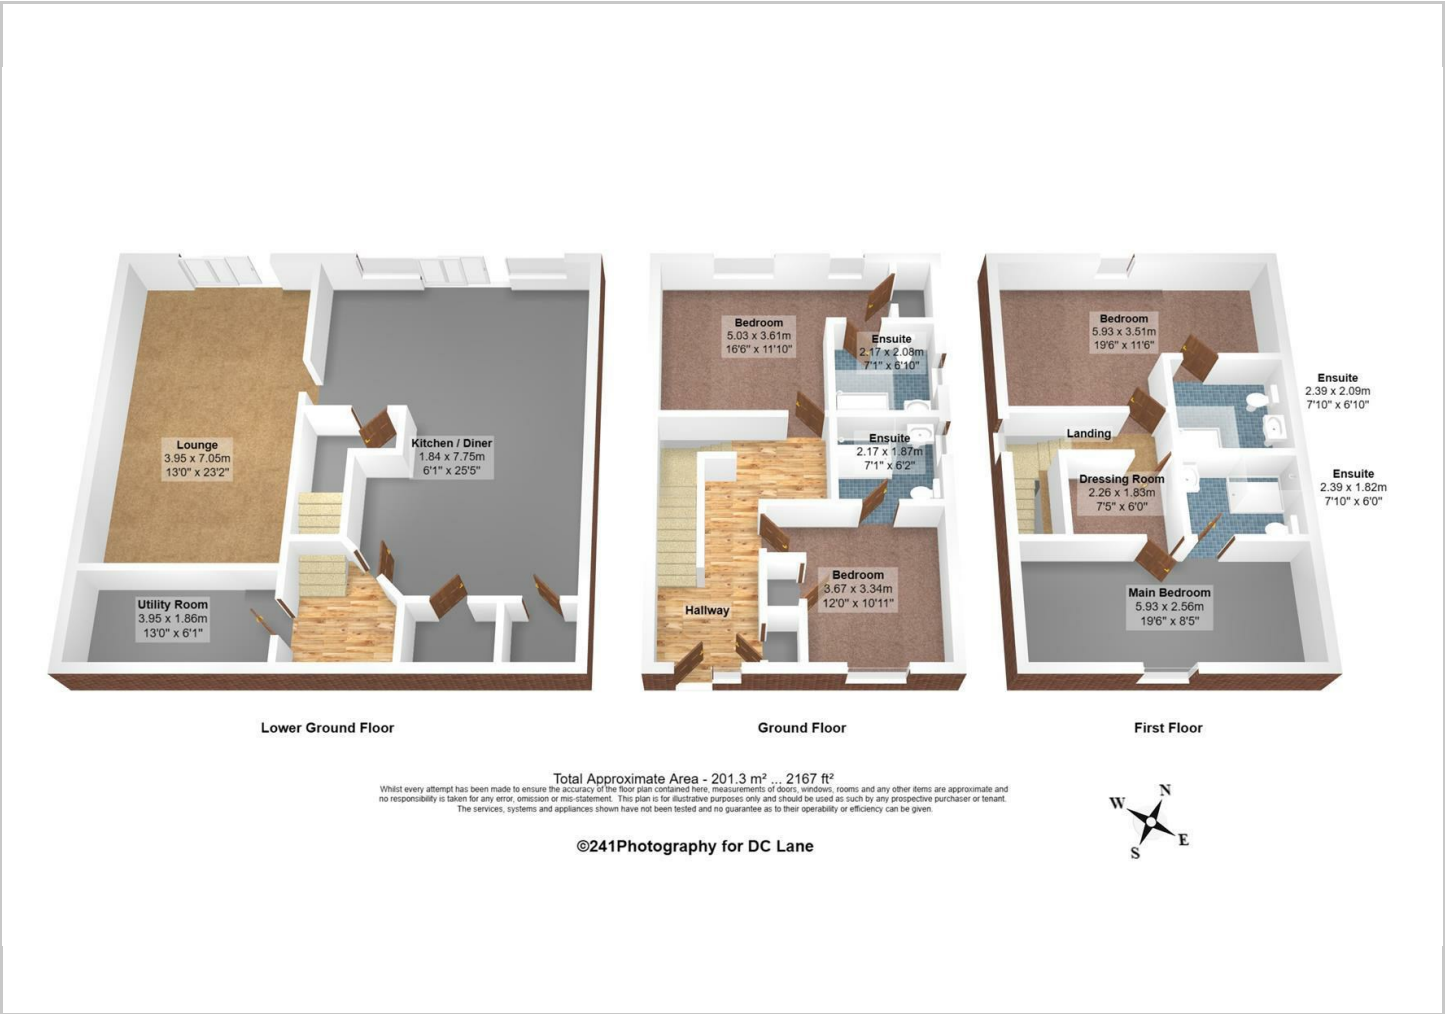 Lounge
3.95 x 7.05m
13'0" x 23'2"
Kitchen / Diner
1.84 x 7.75m
6'1" x 25'5"
Utility Room
3.95 x 1.86m
13'0" x 6'1"
Lower Ground Floor
Bedroom
5.03 x 3.61m
16'6" x 11'10"
Ensuite
2.17 x 2.08m
7'1" x 6'10"
Ensuite
2.17 x 1.87m
7'1" x 6'2"
Bedroom
3.67 x 3.34m
12'0" x 10'11"
Hallway
Ground Floor
Bedroom
5.93 x 3.51m
19'6" x 11'6"
Ensuite
2.39 x 2.09m
7'10" x 6'10"
Landing
Dressing Room
2.26 x 1.83m
7'5" x 6'0"
Ensuite
2.39 x 1.82m
7'10" x 6'0"
Main Bedroom
5.93 x 2.56m
19'6" x 8'5"
First Floor
Total Approximate Area - 201.3 m² ... 2167 ft²
Whilst every attempt has been made to ensure the accuracy of the floor plan contained here, measurements of doors, windows, rooms and any other items are approximate and
no responsibility is taken for any error, omission or mis-statement. This plan is for illustrative purposes only and should be used as such by any prospective purchaser or tenant.
The services, systems and appliances shown have not been tested and no guarantee as to their operability or efficiency can be given.
©241Photography for DC Lane
N
W
E
S